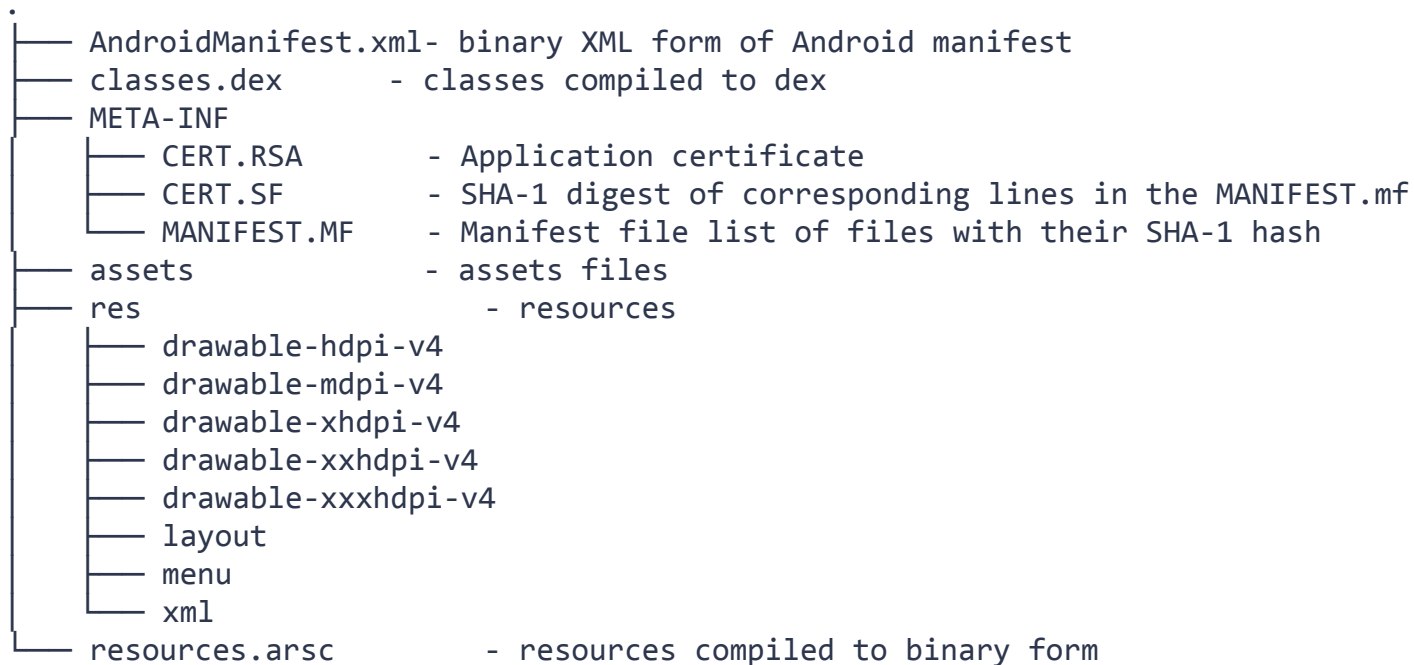 .
├── AndroidManifest.xml- binary XML form of Android manifest
├── classes.dex      - classes compiled to dex
├── META-INF
│   ├── CERT.RSA       - Application certificate
│   ├── CERT.SF        - SHA-1 digest of corresponding lines in the MANIFEST.mf
│   └── MANIFEST.MF    - Manifest file list of files with their SHA-1 hash
├── assets             - assets files
├── res                   - resources
│   ├── drawable-hdpi-v4
│   ├── drawable-mdpi-v4
│   ├── drawable-xhdpi-v4
│   ├── drawable-xxhdpi-v4
│   ├── drawable-xxxhdpi-v4
│   ├── layout
│   ├── menu
│   └── xml
└── resources.arsc        - resources compiled to binary form